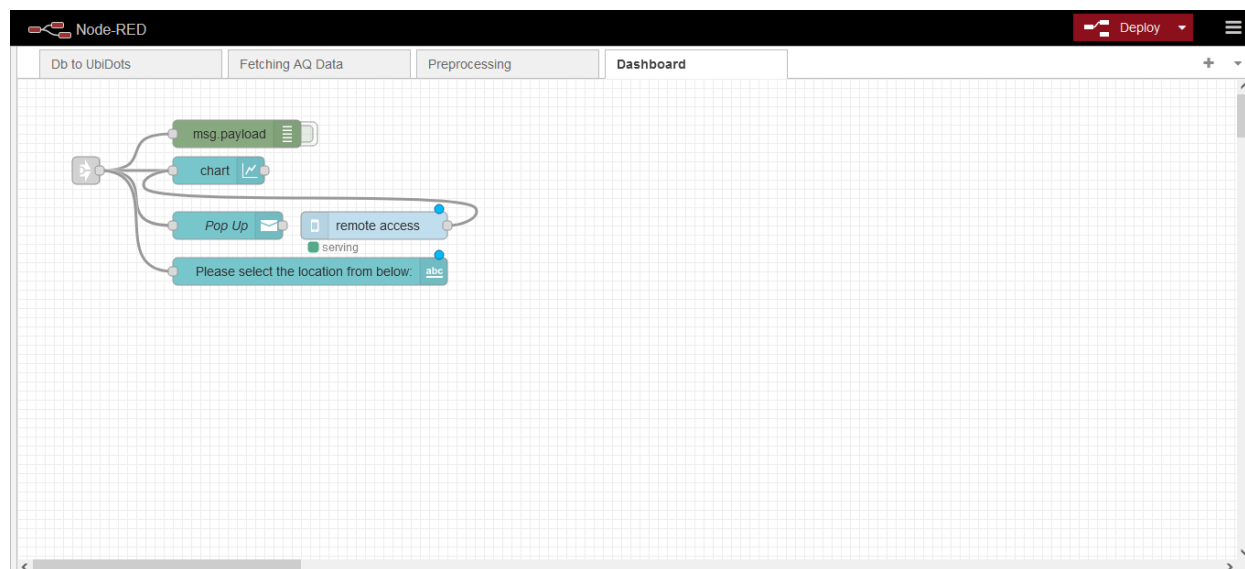 Node-RED
Deploy
Db to UbiDots
Fetching AQ Data
Preprocessing
Dashboard
msg.payload
chart
Pop Up
remote access
serving
Please select the location from below:
abc